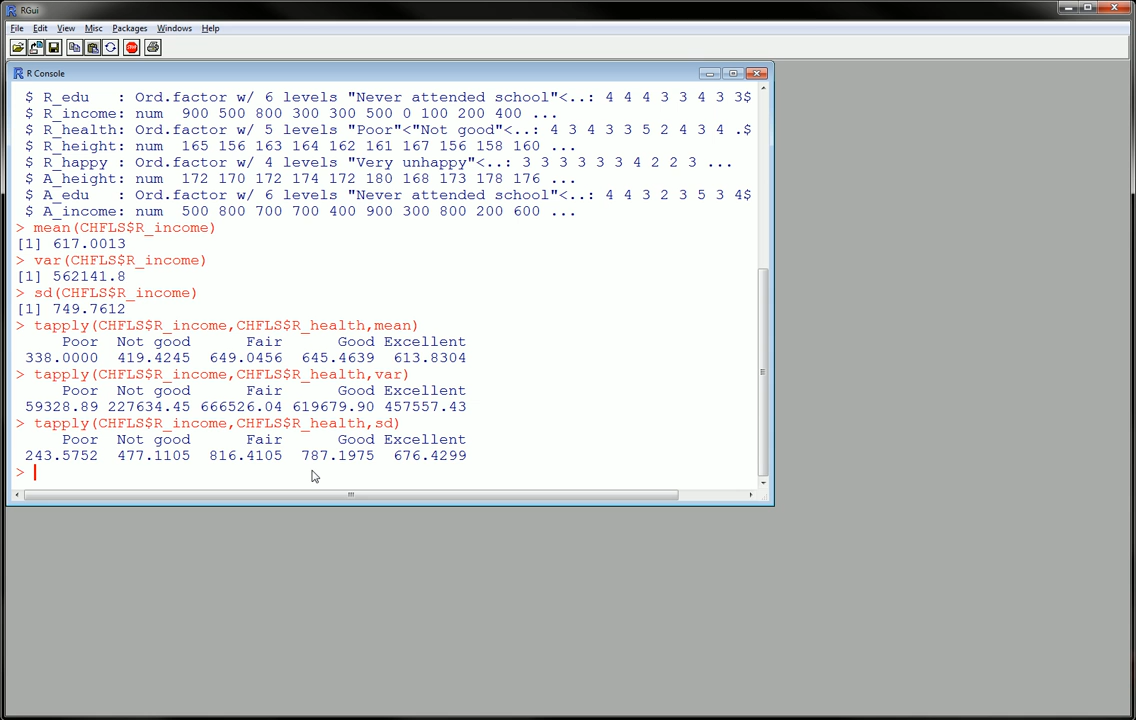 RGui
File Edit View Misc Packages Windows Help
STOP
R Console
$ R_edu   : Ord.factor w/ 6 levels "Never attended school"<..: 4 4 4 3 3 4 3 3$
$ R_income: num  900 500 800 300 300 500 0 100 200 400 ...
$ R_health: Ord.factor w/ 5 levels "Poor"<"Not good"<..: 4 3 4 3 3 5 2 4 3 4 .$
$ R_height: num  165 156 163 164 162 161 167 156 158 160 ...
$ R_happy : Ord.factor w/ 4 levels "Very unhappy"<..: 3 3 3 3 3 3 4 2 2 3 ...
$ A_height: num  172 170 172 174 172 180 168 173 178 176 ...
$ A_edu   : Ord.factor w/ 6 levels "Never attended school"<..: 4 4 3 2 3 5 3 4$
$ A_income: num  500 800 700 700 400 900 300 800 200 600 ...
> mean(CHFLS$R_income)
[1] 617.0013
> var(CHFLS$R_income)
[1] 562141.8
> sd(CHFLS$R_income)
[1] 749.7612
> tapply(CHFLS$R_income,CHFLS$R_health,mean)
Poor  Not good      Fair      Good Excellent
338.0000  419.4245  649.0456  645.4639  613.8304
> tapply(CHFLS$R_income,CHFLS$R_health,var)
Poor  Not good      Fair      Good Excellent
59328.89 227634.45 666526.04 619679.90 457557.43
> tapply(CHFLS$R_income,CHFLS$R_health,sd)
Poor  Not good      Fair      Good Excellent
243.5752  477.1105  816.4105  787.1975  676.4299
>